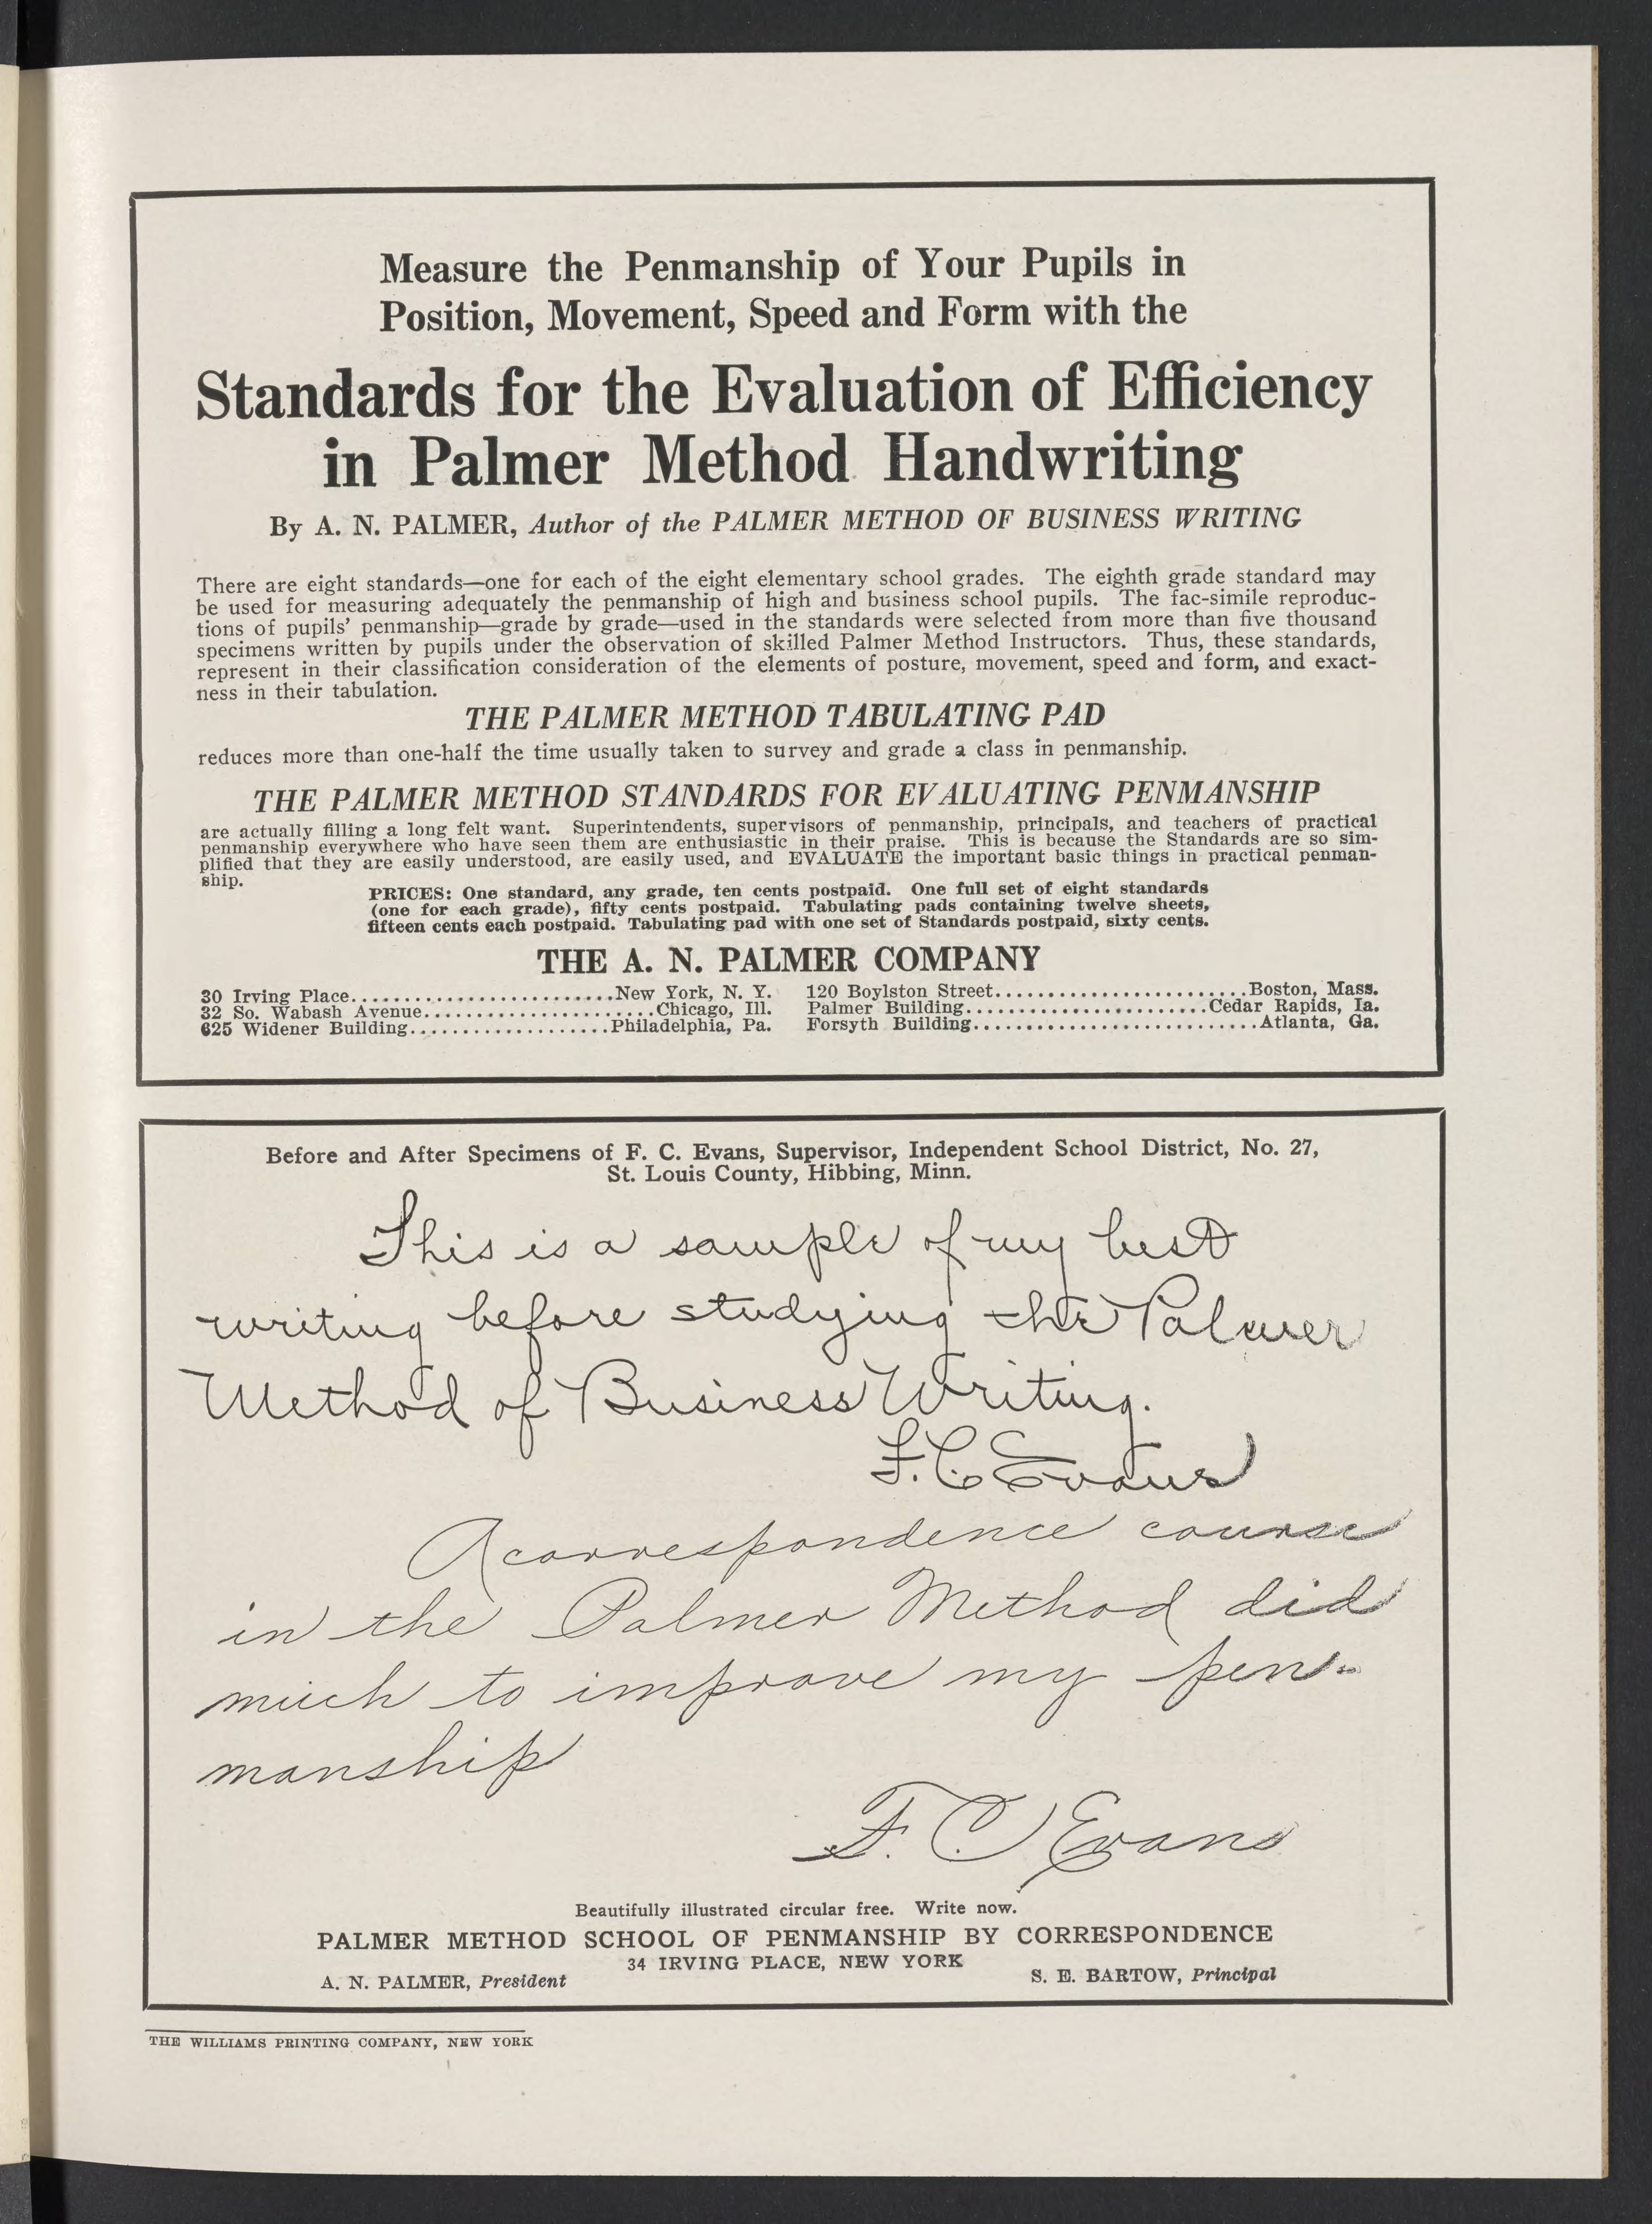 Measure the Penmanship of Your Pupils in
Position, Movement, Speed and Form with the
Standards for the Evaluation of Efficiency
in Palmer Method Handwriting
By A. N. PALMER, Author of the PALMER METHOD OF BUSINESS WRITING
There are eight standards—one for each of the eight elementary school grades. The eighth grade standard may
be used for measuring adequately the penmanship of high and business school pupils. The fac-simile reproduc-
tions of pupils' penmanship—grade by grade—used in the standards were selected from more than five thousand
specimens written by pupils under the observation of skilled Palmer Method Instructors. Thus, these standards,
represent in their classification consideration of the elements of posture, movement, speed and form, and exact-
ness in their tabulation.
THE PALMER METHOD TABULATING PAD
reduces more than one-half the time usually taken to survey and grade a class in penmanship.
THE PALMER METHOD STANDARDS FOR EVALUATING PENMANSHIP
are actually filling a long felt want. Superintendents, supervisors of penmanship, principals, and teachers of practical
penmanship everywhere who have seen them are enthusiastic in their praise. This is because the Standards are so sim-
plified that they are easily understood, are easily used, and EVALUATE the important basic things in practical penman-
ship.
PRICES: One standard, any grade, ten cents postpaid. One full set of eight standards
(one for each grade), fifty cents postpaid. Tabulating pads containing twelve sheets,
fifteen cents each postpaid. Tabulating pad with one set of Standards postpaid, sixty cents.
THE A. N. PALMER COMPANY
30 Irving Place..........................New York, N. Y. 120 Boylston Street.........................Boston, Mass.
32 So. Wabash Avenue.......................Chicago, Ill. Palmer Building........................Cedar Rapids, Ia.
625 Widener Building....................Philadelphia, Pa. Forsyth Building............................Atlanta, Ga.
Before and After Specimens of F. C. Evans, Supervisor, Independent School District, No. 27,
St. Louis County, Hibbing, Minn.
This is a sample of my best
writing before studying the Palmer
Method of Business Writing.
F. C. Evans
A correspondence course
in the Palmer Method did
much to improve my pen-
manship
F. C. Evans
Beautifully illustrated circular free. Write now.
PALMER METHOD SCHOOL OF PENMANSHIP BY CORRESPONDENCE
34 IRVING PLACE, NEW YORK
A. N. PALMER, President S. E. BARTOW, Principal
THE WILLIAMS PRINTING COMPANY, NEW YORK